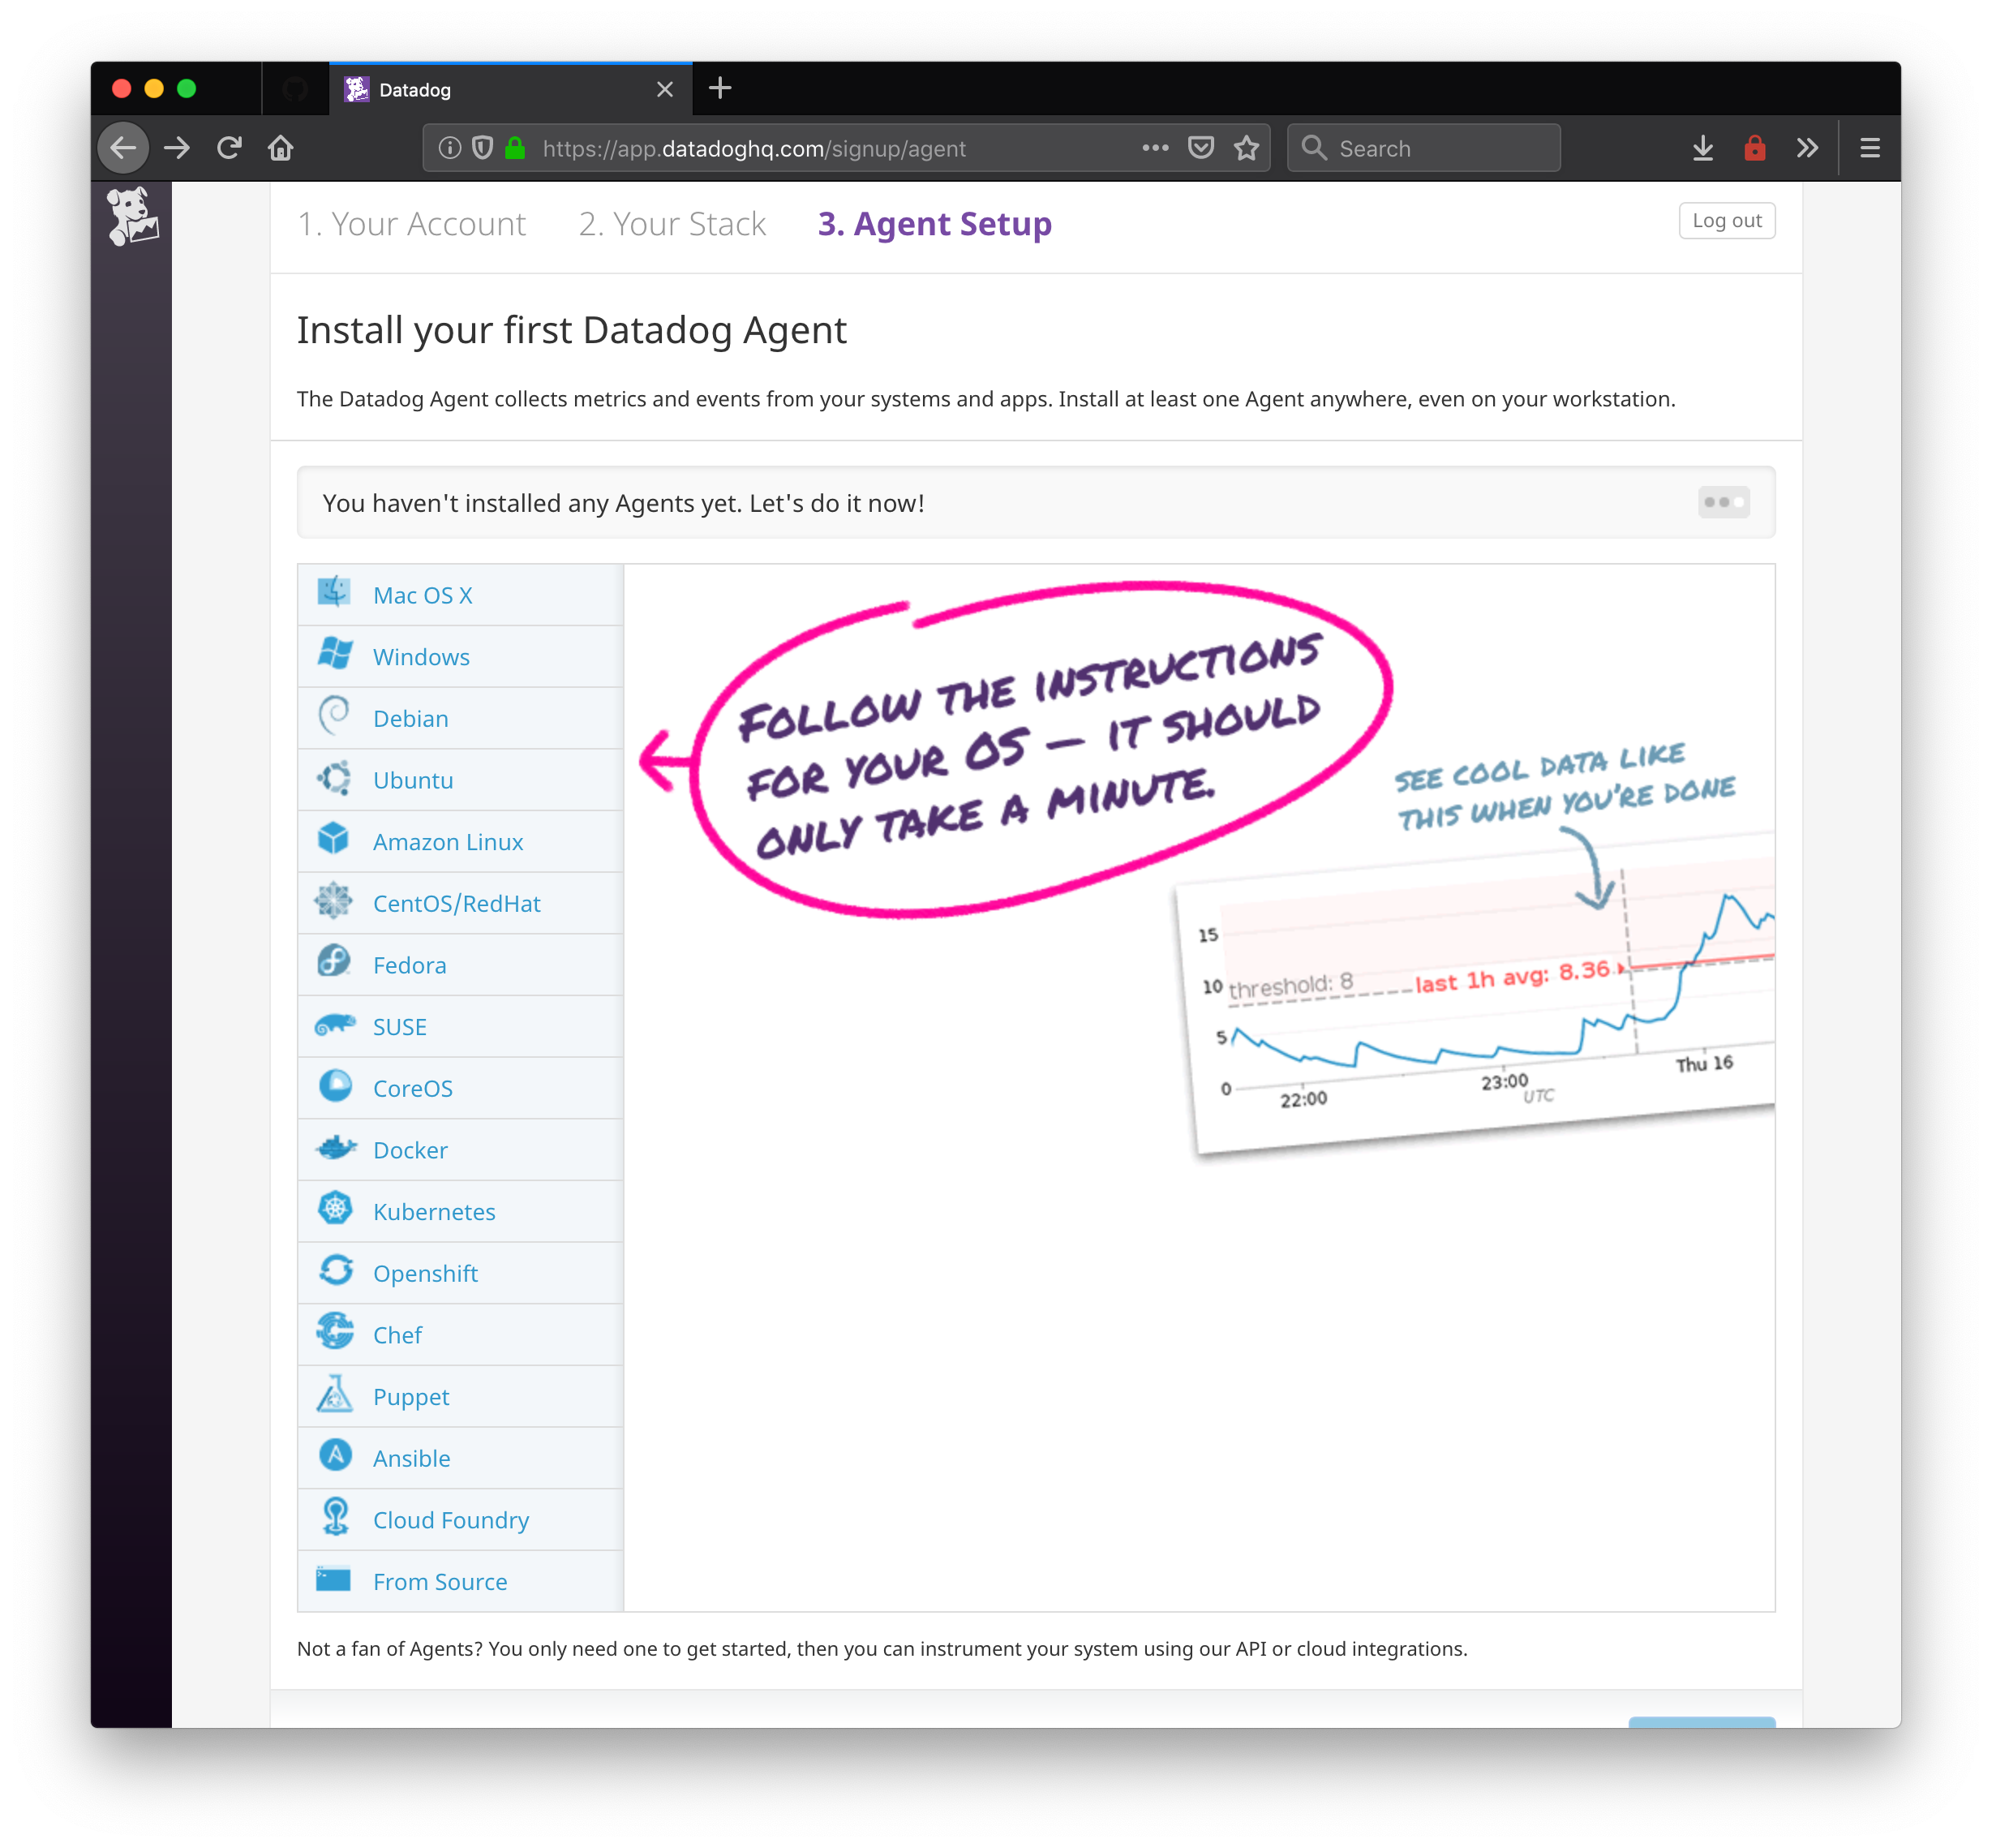 Datadog
https://app.datadoghq.com/signup/agent
Search
1. Your Account
2. Your Stack
3. Agent Setup
Log out
Install your first Datadog Agent
The Datadog Agent collects metrics and events from your systems and apps. Install at least one Agent anywhere, even on your workstation.
You haven't installed any Agents yet. Let's do it now!
Mac OS X
Windows
Debian
Ubuntu
Amazon Linux
CentOS/RedHat
Fedora
SUSE
CoreOS
Docker
Kubernetes
Openshift
Chef
Puppet
Ansible
Cloud Foundry
From Source
FOLLOW THE INSTRUCTIONS
FOR YOUR OS — IT SHOULD
ONLY TAKE A MINUTE.
SEE COOL DATA LIKE
THIS WHEN YOU'RE DONE
15
10
5
0
threshold: 8
last 1h avg: 8.36
22:00
23:00
UTC
Thu 16
Not a fan of Agents? You only need one to get started, then you can instrument your system using our API or cloud integrations.